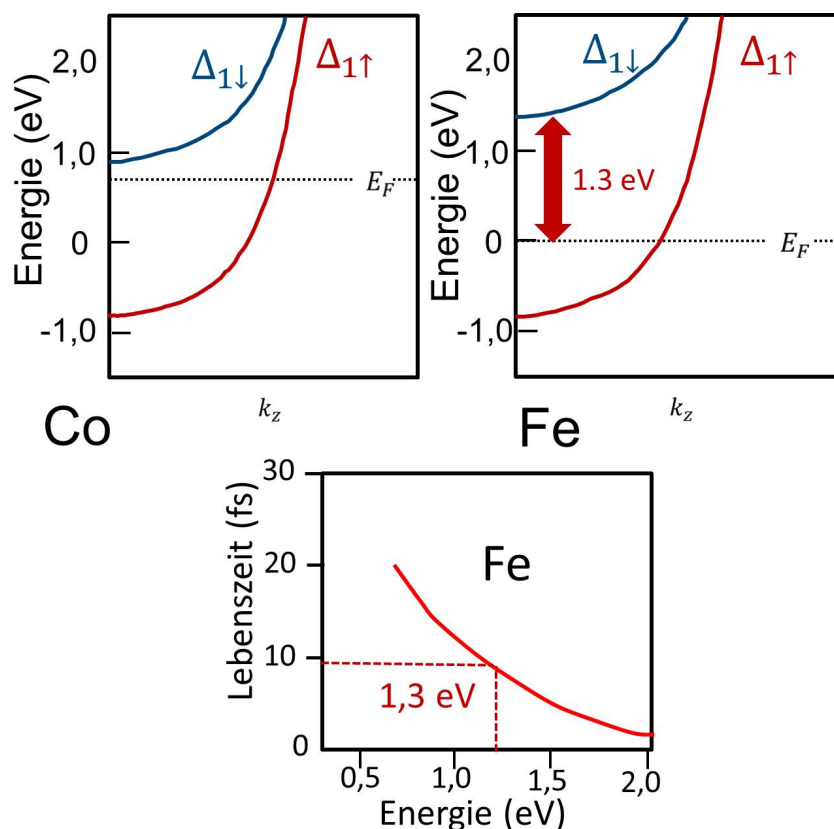 2,0
1,0
0
-1,0
Energie (eV)
Δ1↓
Δ1↑
E_F
k_z
Co
2,0
1,0
0
-1,0
Energie (eV)
Δ1↓
Δ1↑
1.3 eV
E_F
k_z
Fe
30
20
10
0
Lebenszeit (fs)
Fe
1,3 eV
0,5 1,0 1,5 2,0
Energie (eV)